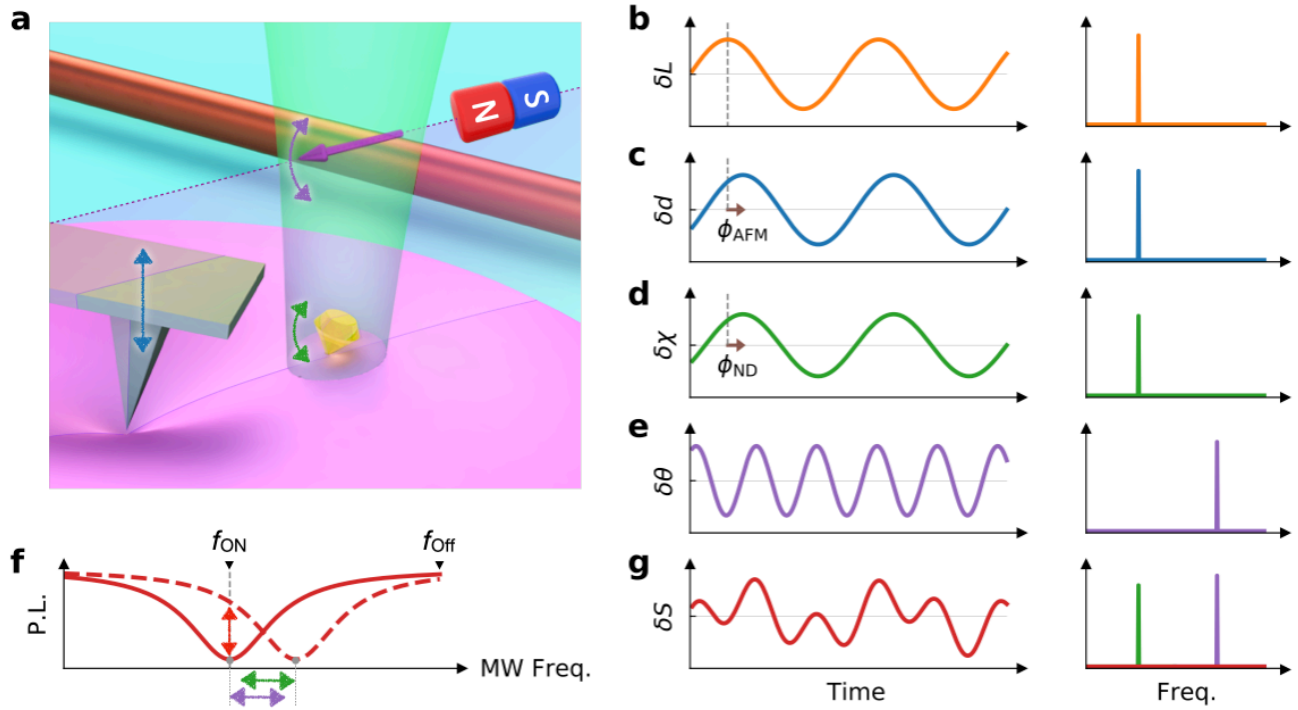 a
N S
b
δL
c
δd
ϕAFM
d
δχ
ϕND
e
δθ
f
fON
fOff
P.L.
MW Freq.
g
δS
Time
Freq.